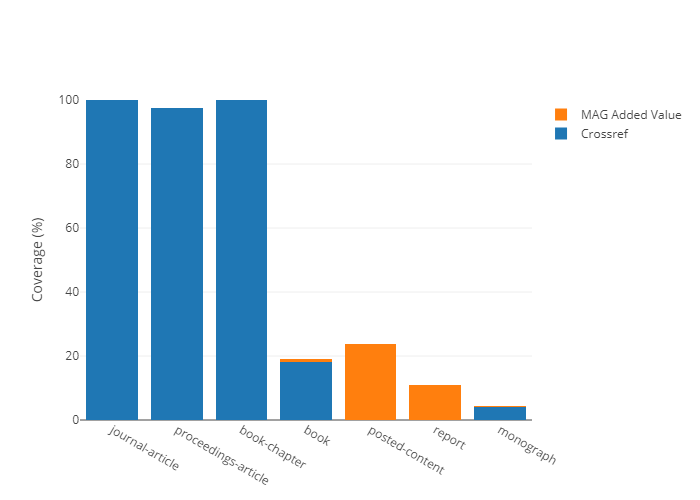 100
80
60
40
20
0
Coverage (%)
journal-article
proceedings-article
book-chapter
book
posted-content
report
monograph
MAG Added Value
Crossref